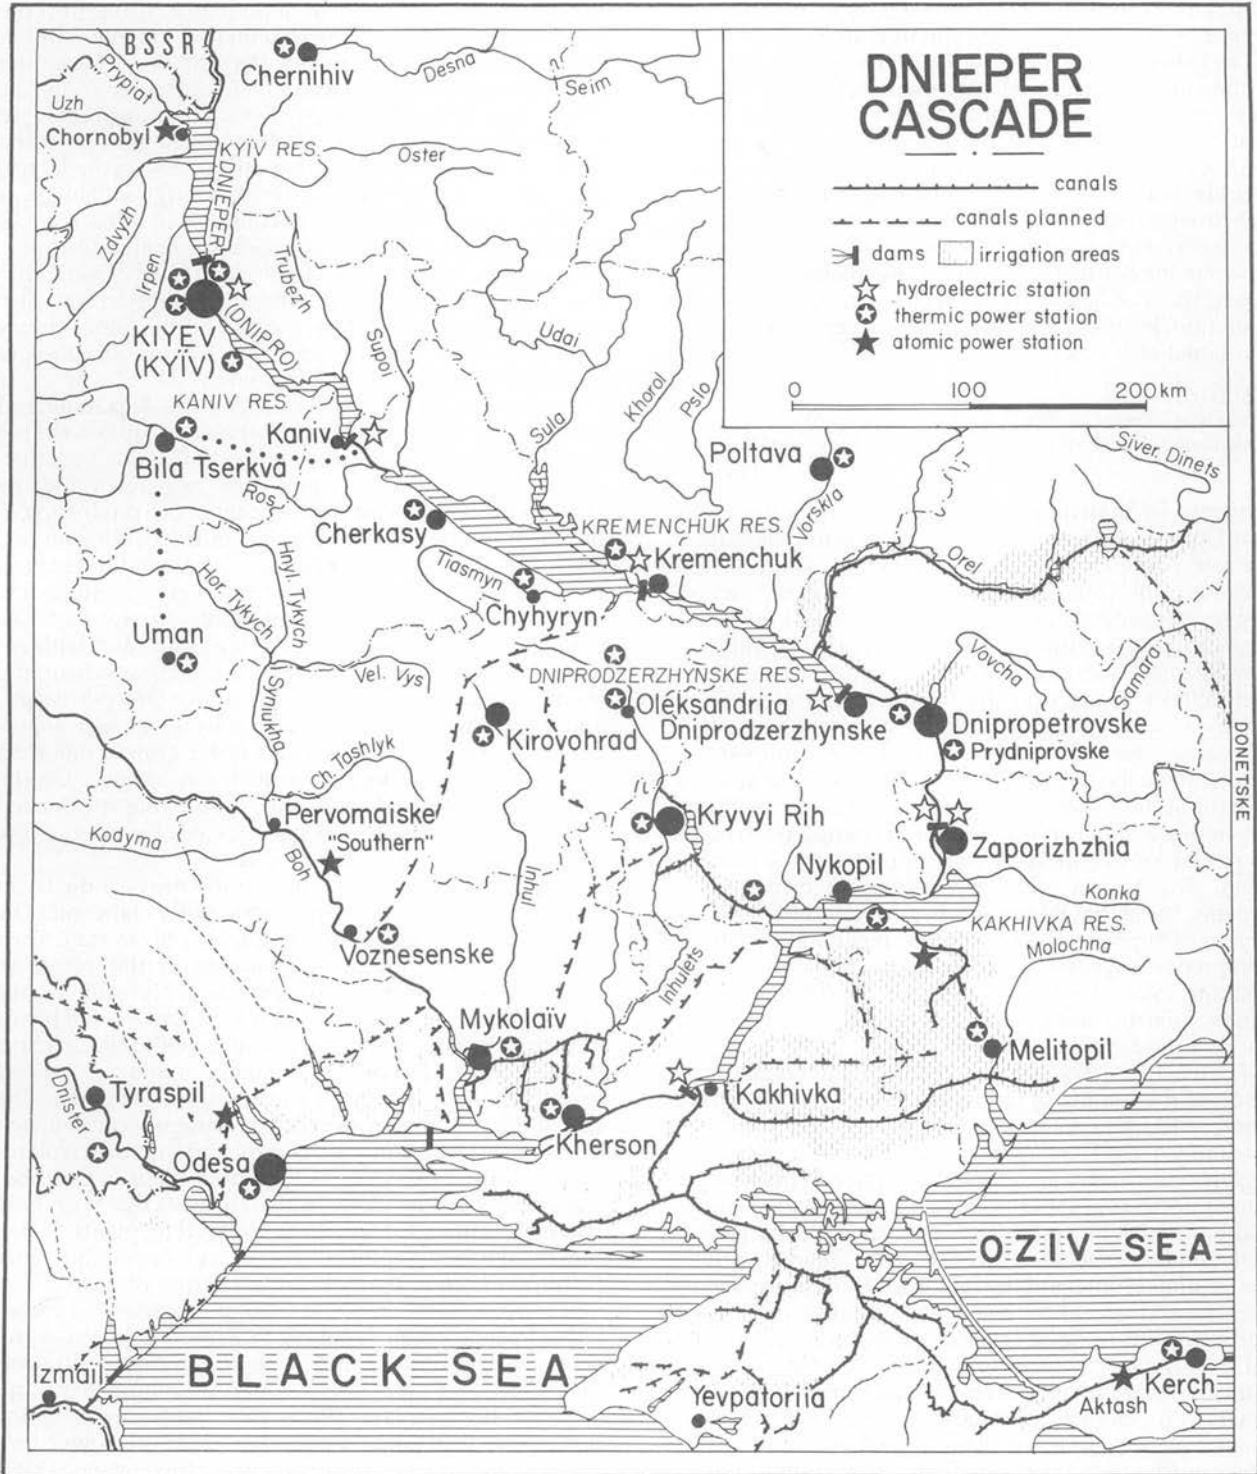 BSSR
Chernihiv
Desna
Seim
Prypiat
Uzh
Chornobyl
KYÏV RES.
Oster
DNIEPER
CASCADE
canals
canals planned
dams
irrigation areas
hydroelectric station
thermic power station
atomic power station
0 100 200 km
Zdvyzh
Irpen
DNIEPER
(DNIPRO)
Trubezh
Supoi
Udai
KIYEV
(KYÏV)
Sula
Khorol
Pslo
KANIV RES.
Kaniv
Bila Tserkva
Poltava
Vorskla
Siver. Dinets
Ros.
Cherkasy
KREMENCHUK RES.
Kremenchuk
Orel
Hnyl. Tykych
Hor. Tykych
Tiasmyn
Chyhyryn
Uman
Vel. Vys
Syniukha
DNIPRODZERZHYNSKE RES.
Oleksandriia
Dniprodzerzhynske
Vovcha
Samara
Kirovohrad
Dnipropetrovske
Prydniprovske
DONETSKE
Ch. Tashlyk
Pervomaiske
"Southern"
Kodyma
Boh
Kryvyi Rih
Zaporizhzhia
Nykopil
Konka
KAKHIVKA RES.
Molochna
Inhul
Inhulets
Voznesenske
Mykolaïv
Melitopil
Dnister
Tyraspil
Kakhivka
Kherson
Odesa
OZIV SEA
BLACK SEA
Izmaïl
Yevpatoriia
Aktash
Kerch